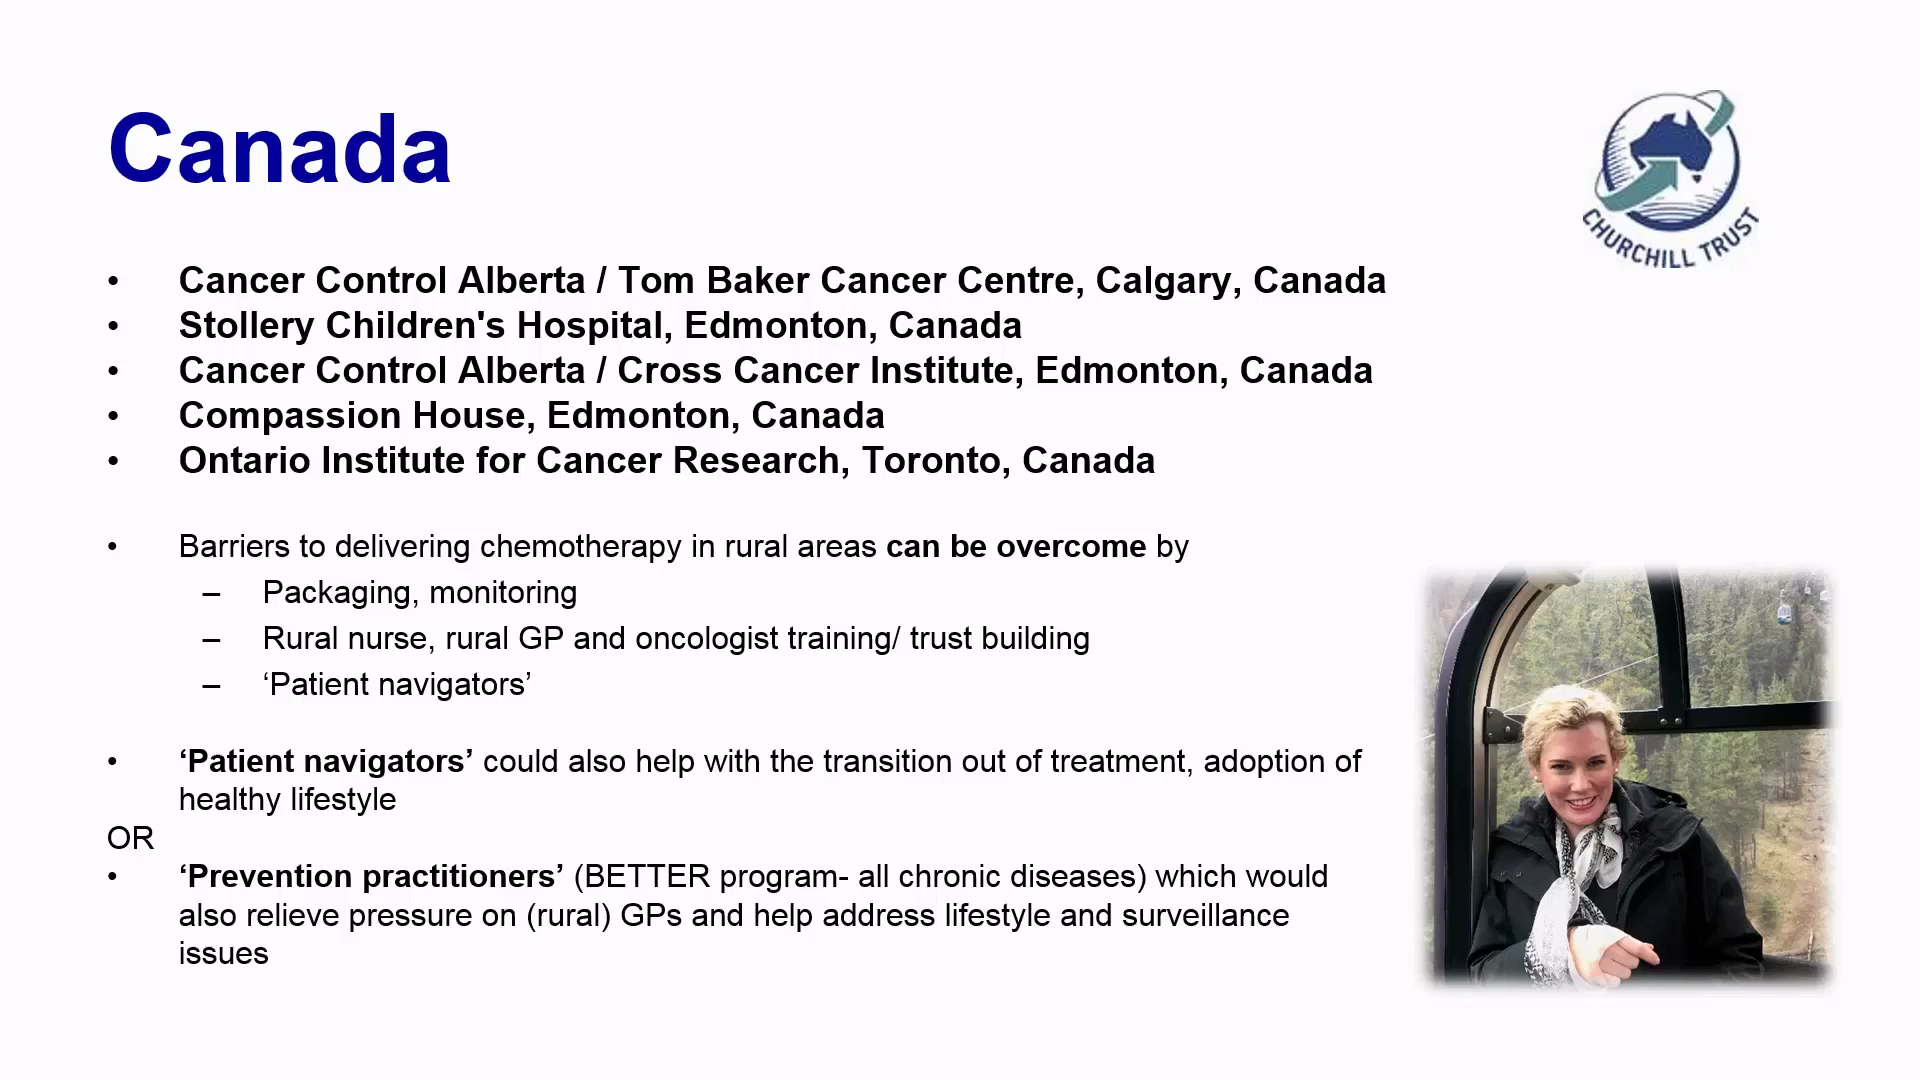 Canada
CHURCHILL TRUST
• Cancer Control Alberta / Tom Baker Cancer Centre, Calgary, Canada
• Stollery Children's Hospital, Edmonton, Canada
• Cancer Control Alberta / Cross Cancer Institute, Edmonton, Canada
• Compassion House, Edmonton, Canada
• Ontario Institute for Cancer Research, Toronto, Canada
• Barriers to delivering chemotherapy in rural areas can be overcome by
– Packaging, monitoring
– Rural nurse, rural GP and oncologist training/ trust building
– ‘Patient navigators’
• ‘Patient navigators’ could also help with the transition out of treatment, adoption of
healthy lifestyle
OR
• ‘Prevention practitioners’ (BETTER program- all chronic diseases) which would
also relieve pressure on (rural) GPs and help address lifestyle and surveillance
issues